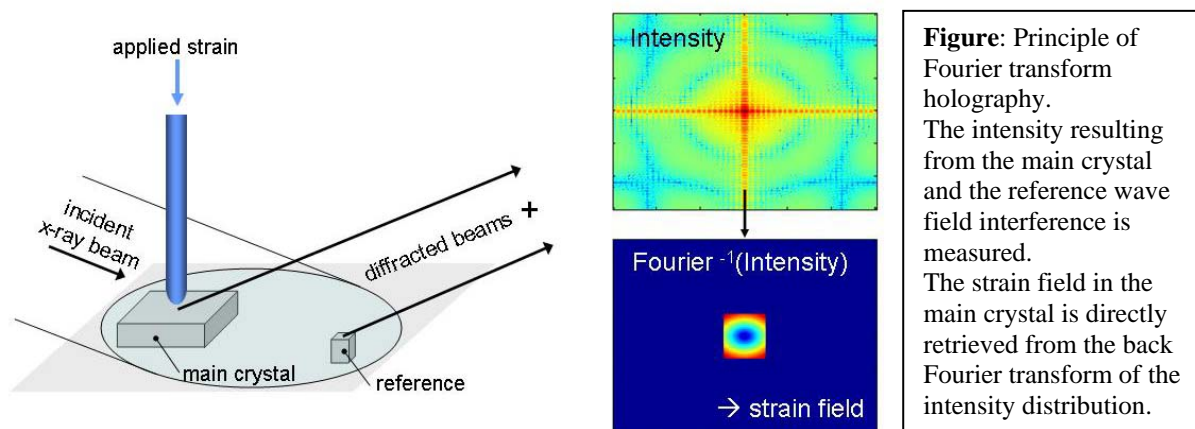 applied strain
incident
x-ray beam
diffracted beams +
main crystal
reference
Intensity
Fourier -1(Intensity)
→ strain field
Figure: Principle of
Fourier transform
holography.
The intensity resulting
from the main crystal
and the reference wave
field interference is
measured.
The strain field in the
main crystal is directly
retrieved from the back
Fourier transform of the
intensity distribution.